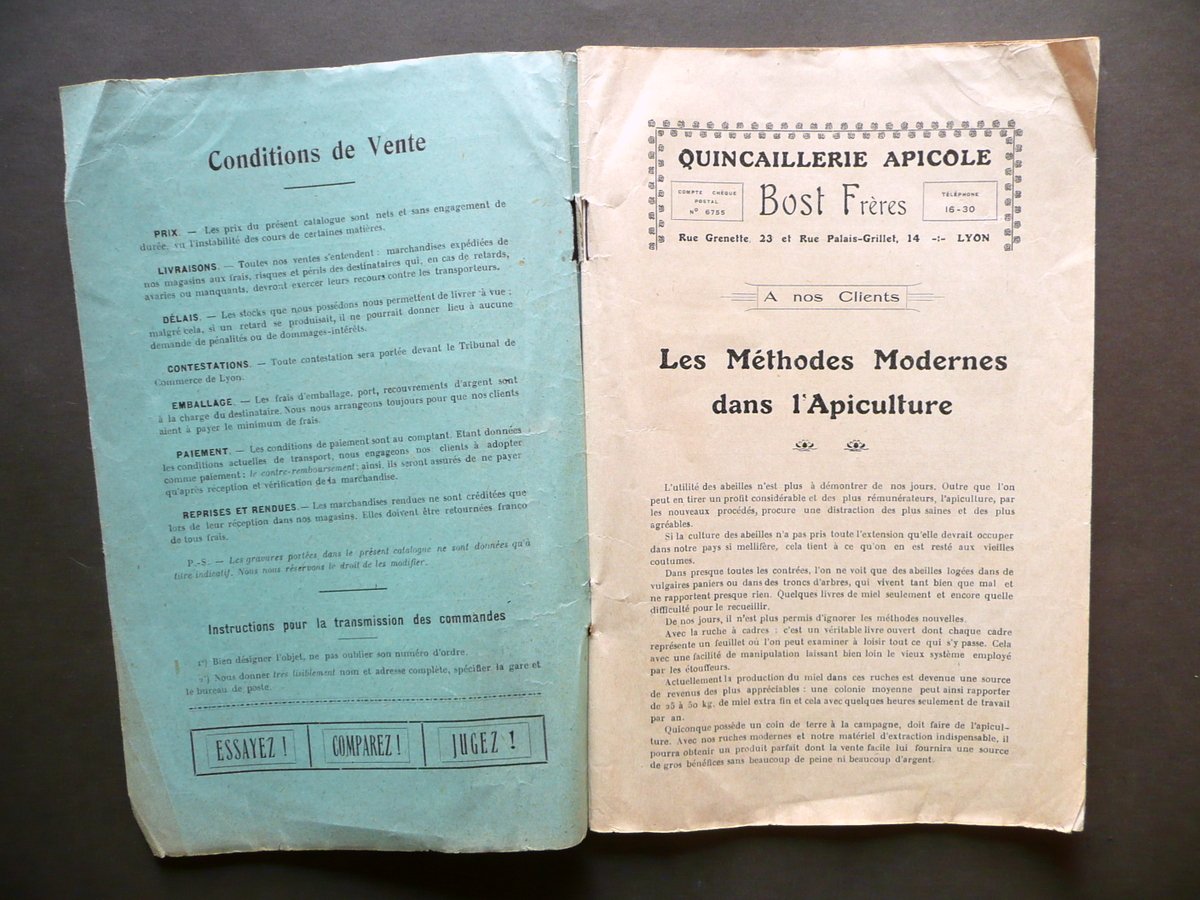 Conditions de Vente
PRIX. — Les prix du présent catalogue sont nets et sans engagement de
durée, vu l'instabilité des cours de certaines matières.
LIVRAISONS. — Toutes nos ventes s'entendent : marchandises expédiées de
nos magasins aux frais, risques et périls des destinataires qui, en cas de retards,
avaries ou manquants, devront exercer leurs recours contre les transporteurs.
DÉLAIS. — Les stocks que nous possédons nous permettent de livrer à vue ;
malgré cela, si un retard se produisait, il ne pourrait donner lieu à aucune
demande de pénalités ou de dommages-intérêts.
CONTESTATIONS. — Toute contestation sera portée devant le Tribunal de
Commerce de Lyon.
EMBALLAGE. — Les frais d'emballage, port, recouvrements d'argent sont
à la charge du destinataire. Nous nous arrangeons toujours pour que nos clients
aient à payer le minimum de frais.
PAIEMENT. — Les conditions de paiement sont au comptant. Etant données
les conditions actuelles de transport, nous engageons nos clients à adopter
comme paiement : le contre-remboursement ; ainsi, ils seront assurés de ne payer
qu'après réception et vérification de la marchandise.
REPRISES ET RENDUES. — Les marchandises rendues ne sont créditées que
lors de leur réception dans nos magasins. Elles doivent être retournées franco
de tous frais.
P.-S. — Les gravures portées dans le présent catalogue ne sont données qu'à
titre indicatif. Nous nous réservons le droit de les modifier.
Instructions pour la transmission des commandes
1°) Bien désigner l'objet, ne pas oublier son numéro d'ordre.
2°) Nous donner très lisiblement nom et adresse complète, spécifier la gare et
le bureau de poste.
ESSAYEZ ! COMPAREZ ! JUGEZ !
QUINCAILLERIE APICOLE
COMPTE CHÈQUE
POSTAL
N° 6755
Bost Frères
TÉLÉPHONE
16-30
Rue Grenette, 23 et Rue Palais-Grillet, 14 -:- LYON
A nos Clients
Les Méthodes Modernes
dans l'Apiculture
L'utilité des abeilles n'est plus à démontrer de nos jours. Outre que l'on
peut en tirer un profit considérable et des plus rémunérateurs, l'apiculture, par
les nouveaux procédés, procure une distraction des plus saines et des plus
agréables.
Si la culture des abeilles n'a pas pris toute l'extension qu'elle devrait occuper
dans notre pays si mellifère, cela tient à ce qu'on en est resté aux vieilles
coutumes.
Dans presque toutes les contrées, l'on ne voit que des abeilles logées dans de
vulgaires paniers ou dans des troncs d'arbres, qui vivent tant bien que mal et
ne rapportent presque rien. Quelques livres de miel seulement et encore quelle
difficulté pour le recueillir.
De nos jours, il n'est plus permis d'ignorer les méthodes nouvelles.
Avec la ruche à cadres : c'est un véritable livre ouvert dont chaque cadre
représente un feuillet où l'on peut examiner à loisir tout ce qui s'y passe. Cela
avec une facilité de manipulation laissant bien loin le vieux système employé
par les étouffeurs.
Actuellement la production du miel dans ces ruches est devenue une source
de revenus des plus appréciables : une colonie moyenne peut ainsi rapporter
de 25 à 50 kg. de miel extra fin et cela avec quelques heures seulement de travail
par an.
Quiconque possède un coin de terre à la campagne, doit faire de l'apicul-
ture. Avec nos ruches modernes et notre matériel d'extraction indispensable, il
pourra obtenir un produit parfait dont la vente facile lui fournira une source
de gros bénéfices sans beaucoup de peine ni beaucoup d'argent.